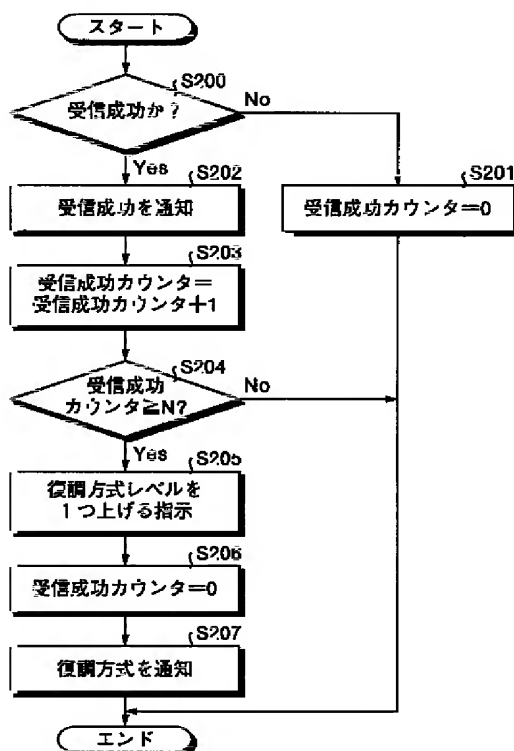 スタート
S200
受信成功か?
No
Yes
S202
S201
受信成功を通知
受信成功カウンタ=0
S203
受信成功カウンタ=
受信成功カウンタ+1
S204
受信成功
カウンタ≧N?
No
Yes
S205
復調方式レベルを
1つ上げる指示
S206
受信成功カウンタ=0
S207
復調方式を通知
エンド